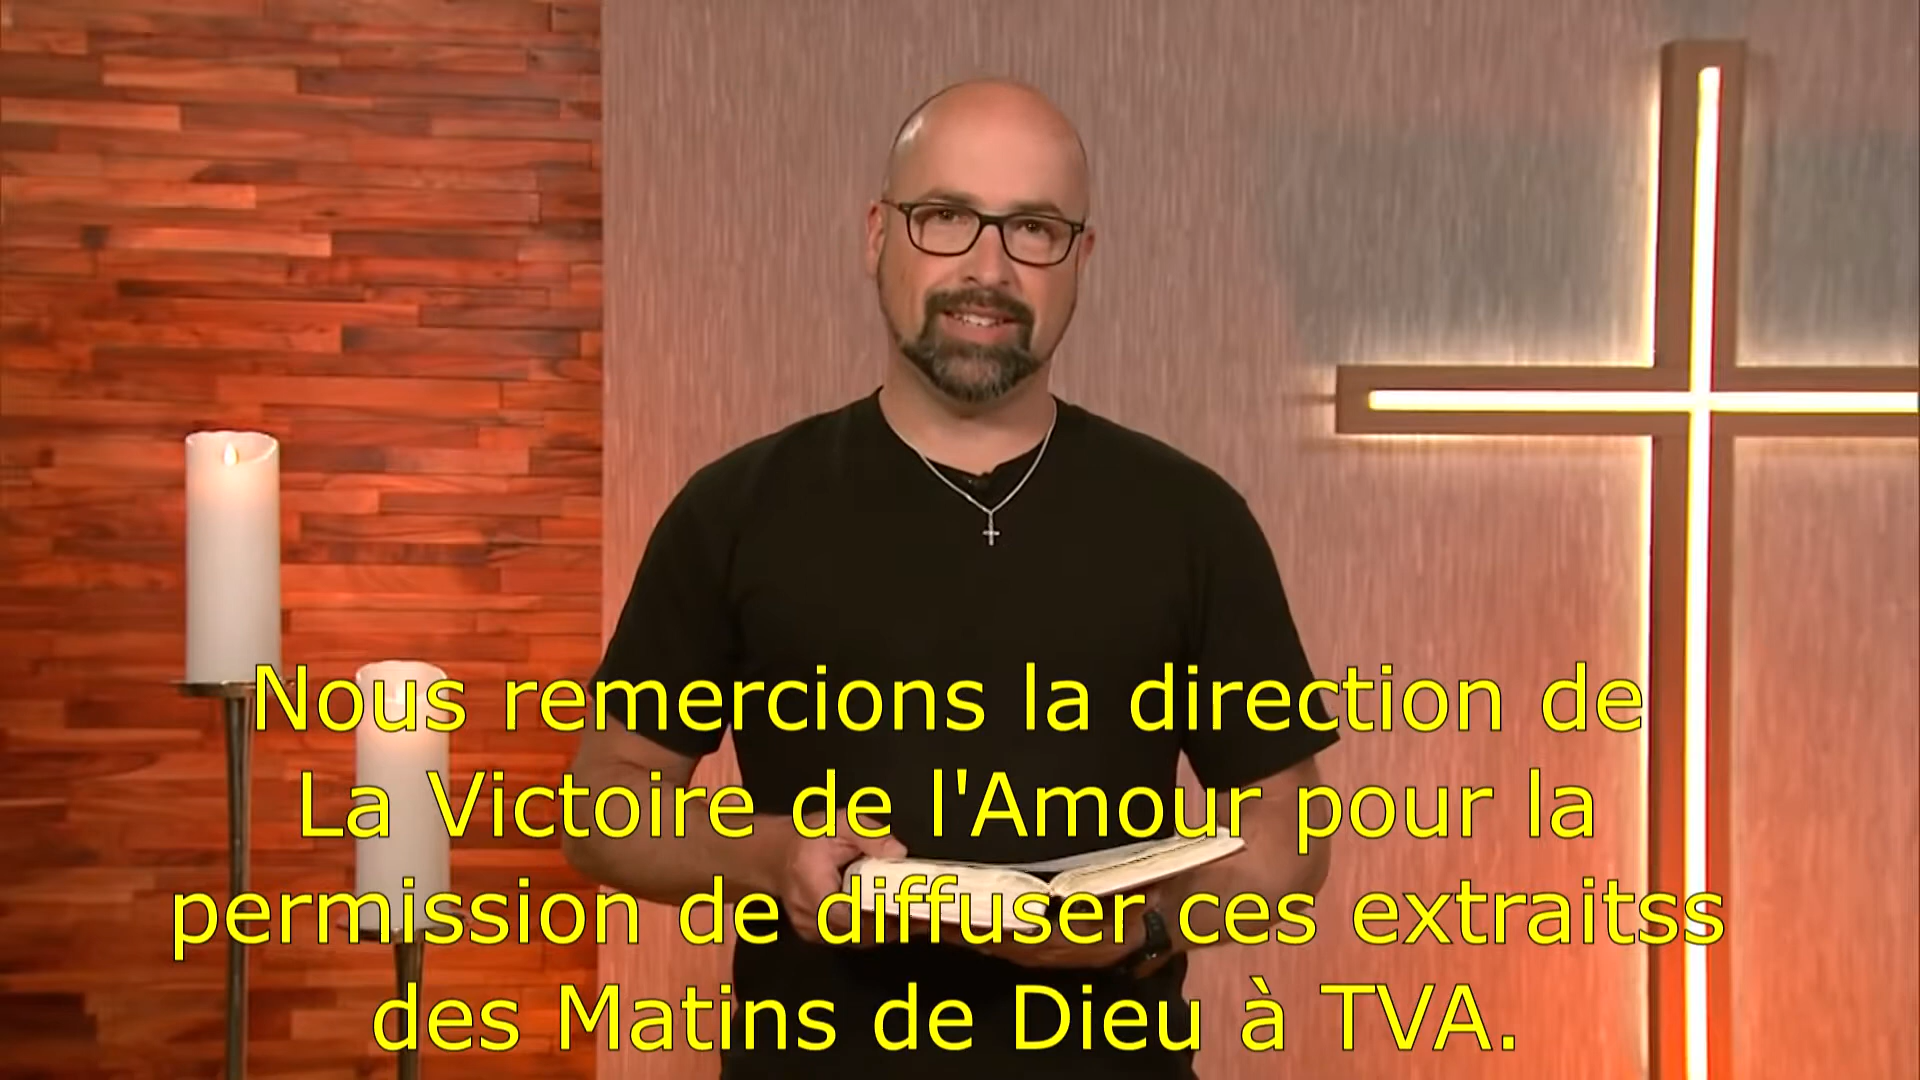 Nous remercions la direction de
La Victoire de l'Amour pour la
permission de diffuser ces extraitss
des Matins de Dieu à TVA.